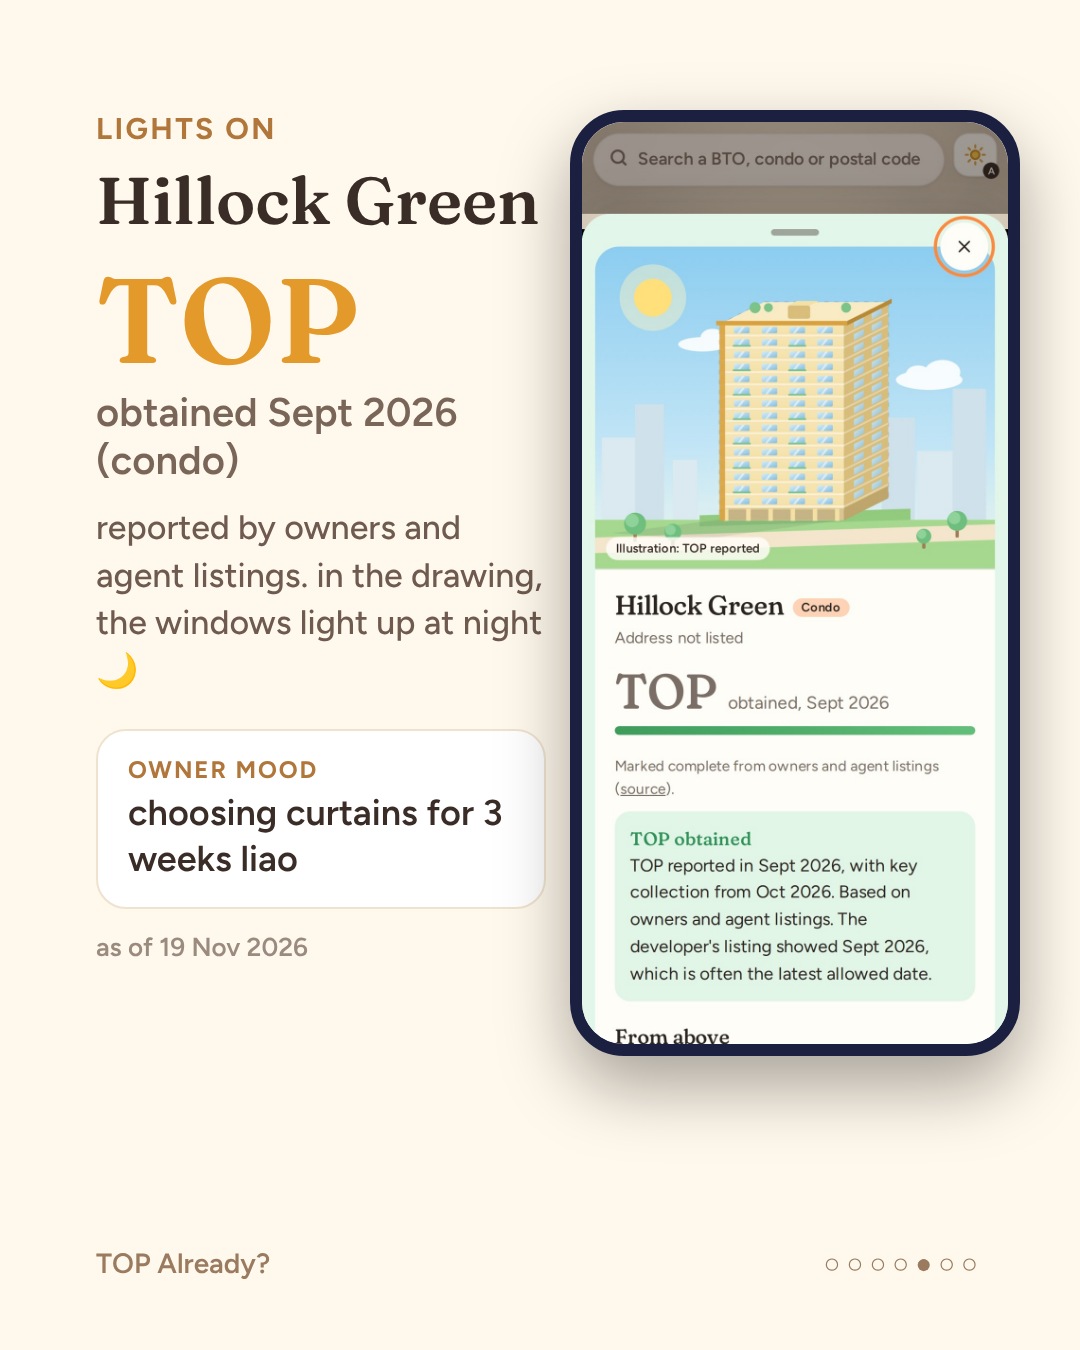 LIGHTS ON
Hillock Green
TOP
obtained Sept 2026
(condo)
reported by owners and
agent listings. in the drawing,
the windows light up at night
🌙
OWNER MOOD
choosing curtains for 3
weeks liao
as of 19 Nov 2026
Search a BTO, condo or postal code
A
Illustration: TOP reported
Hillock Green Condo
Address not listed
TOP obtained, Sept 2026
Marked complete from owners and agent listings
(source).
TOP obtained
TOP reported in Sept 2026, with key
collection from Oct 2026. Based on
owners and agent listings. The
developer's listing showed Sept 2026,
which is often the latest allowed date.
From above
TOP Already?